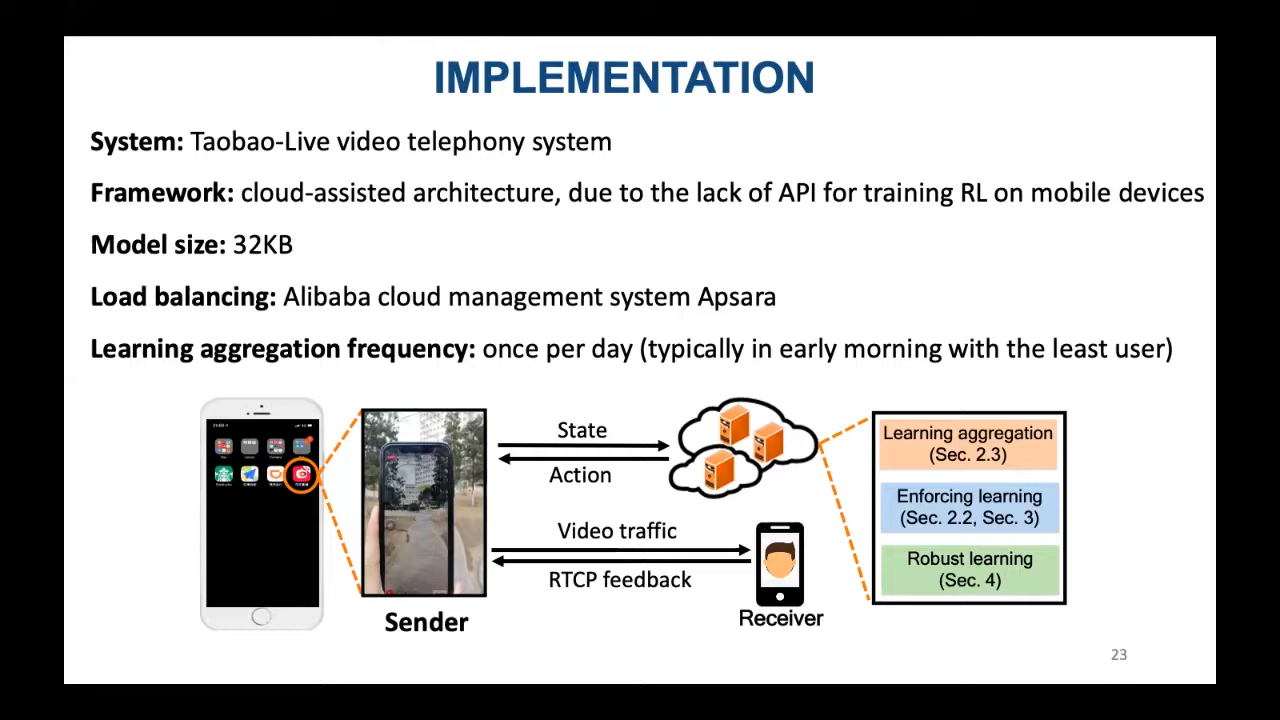 IMPLEMENTATION
System: Taobao-Live video telephony system
Framework: cloud-assisted architecture, due to the lack of API for training RL on mobile devices
Model size: 32KB
Load balancing: Alibaba cloud management system Apsara
Learning aggregation frequency: once per day (typically in early morning with the least user)
State
Action
Video traffic
RTCP feedback
Sender
Receiver
Learning aggregation
(Sec. 2.3)
Enforcing learning
(Sec. 2.2, Sec. 3)
Robust learning
(Sec. 4)
23